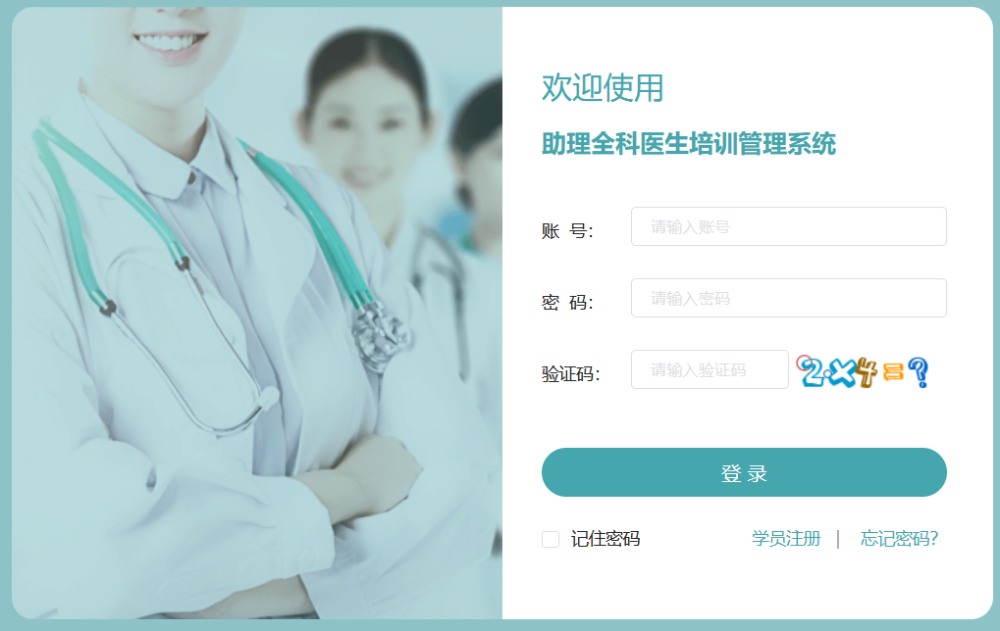 欢迎使用
助理全科医生培训管理系统
账 号: 请输入账号
密 码: 请输入密码
验证码: 请输入验证码 2×4=?
登 录
记住密码 学员注册 | 忘记密码?